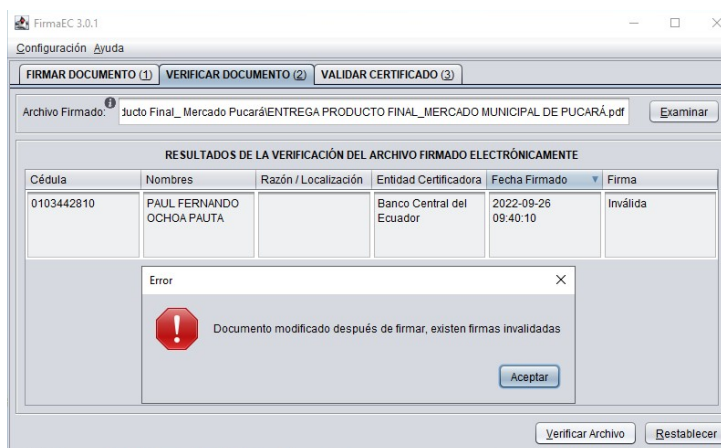 FirmaEC 3.0.1
Configuración Ayuda
FIRMAR DOCUMENTO (1) VERIFICAR DOCUMENTO (2) VALIDAR CERTIFICADO (3)
Archivo Firmado: ducto Final_ Mercado Pucará\ENTREGA PRODUCTO FINAL_MERCADO MUNICIPAL DE PUCARÁ.pdf Examinar
RESULTADOS DE LA VERIFICACIÓN DEL ARCHIVO FIRMADO ELECTRÓNICAMENTE
Cédula Nombres Razón / Localización Entidad Certificadora Fecha Firmado Firma
0103442810 PAUL FERNANDO Banco Central del 2022-09-26 Inválida
OCHOA PAUTA Ecuador 09:40:10
Error
Documento modificado después de firmar, existen firmas invalidadas
Aceptar
Verificar Archivo Restablecer